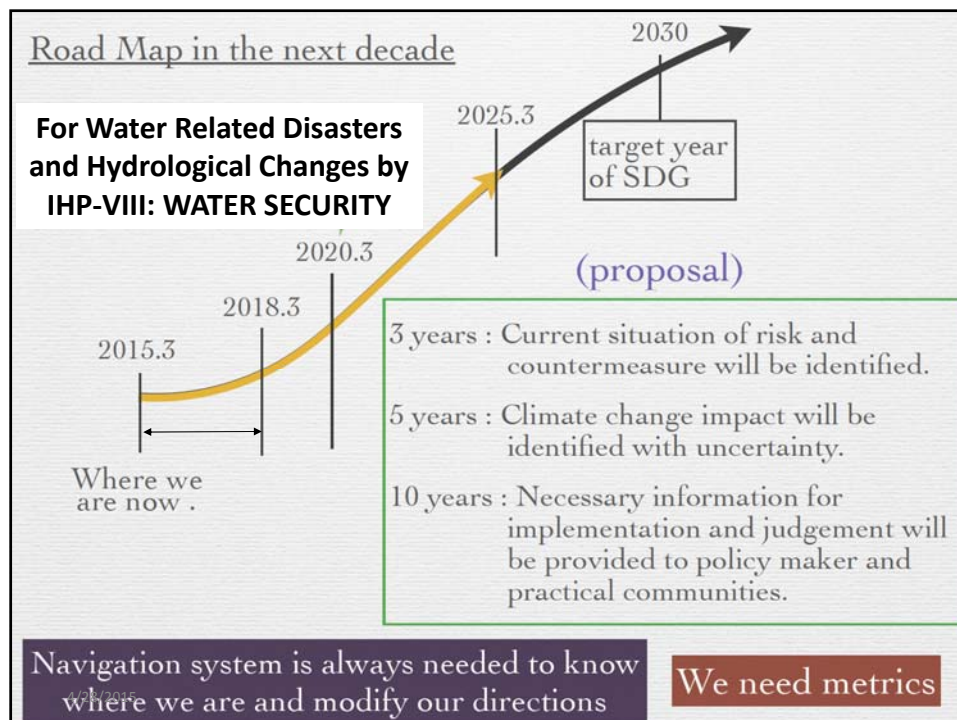 Road Map in the next decade
For Water Related Disasters
and Hydrological Changes by
IHP-VIII: WATER SECURITY
2015.3
2018.3
2020.3
2025.3
2030
target year
of SDG
Where we
are now .
(proposal)
3 years : Current situation of risk and
countermeasure will be identified.
5 years : Climate change impact will be
identified with uncertainty.
10 years : Necessary information for
implementation and judgement will
be provided to policy maker and
practical communities.
Navigation system is always needed to know
where we are and modify our directions
4/28/2015
We need metrics